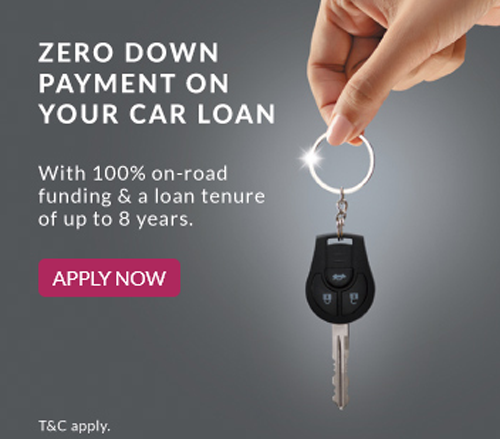 ZERO DOWN
PAYMENT ON
YOUR CAR LOAN
With 100% on-road
funding & a loan tenure
of up to 8 years.
APPLY NOW
T&C apply.